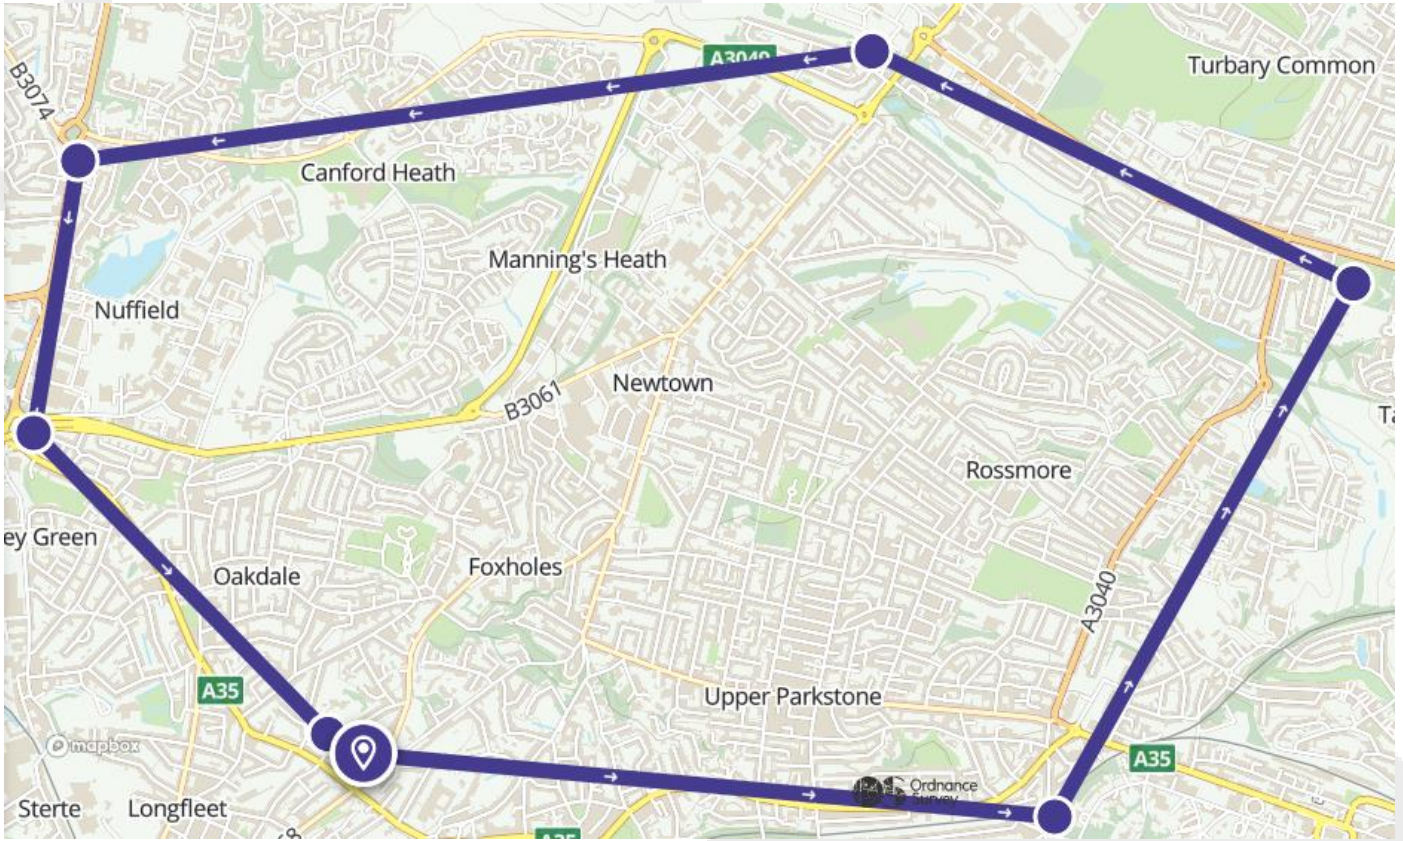 Turbary Common
B3074
A3049
Canford Heath
Manning's Heath
Nuffield
Newtown
B3061
Rossmore
ey Green
Oakdale
Foxholes
A3040
A35
Upper Parkstone
mapbox
A35
Ordnance
Survey
Sterte
Longfleet
A35